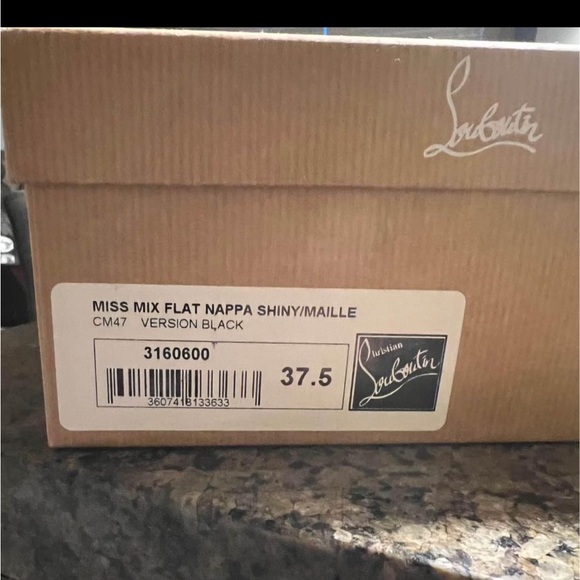 Louboutin
MISS MIX FLAT NAPPA SHINY/MAILLE
CM47 VERSION BLACK
3160600
3607418133633
37.5
Christian
Louboutin